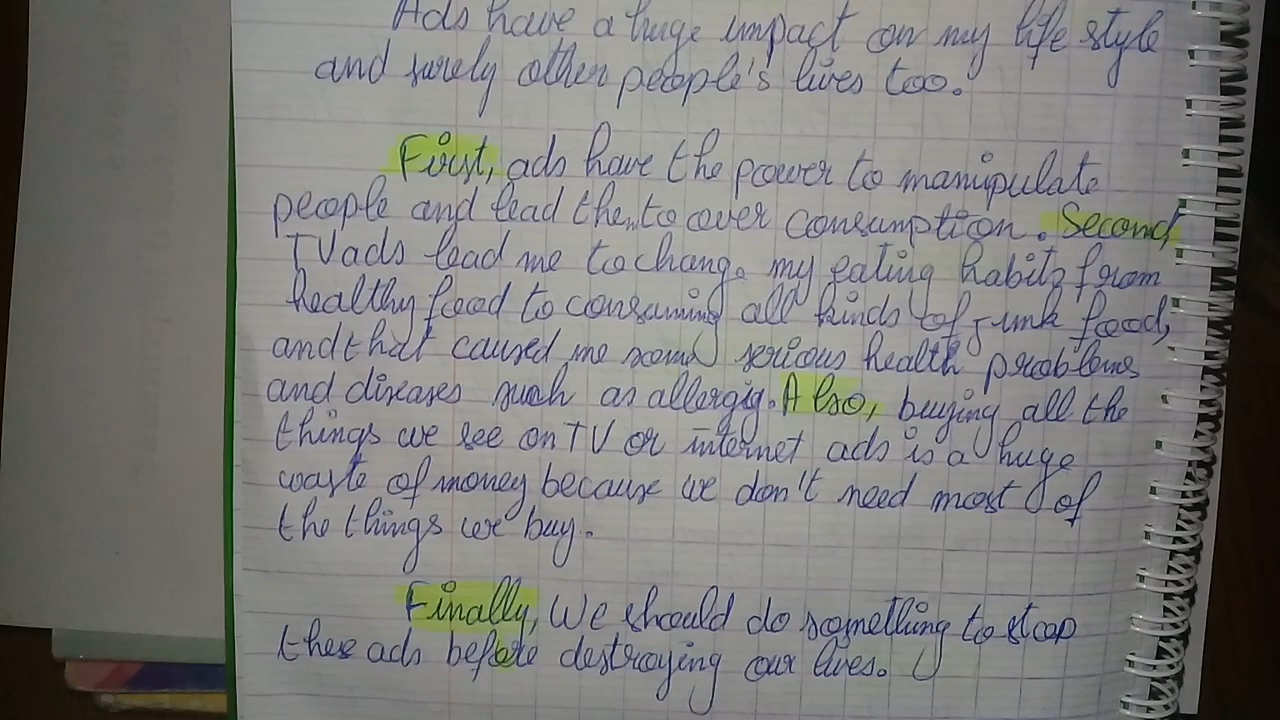 Ads have a huge impact on my life style
and surely other people's lives too.
First, ads have the power to manipulate
people and lead them to over consumption. Second,
TV ads lead me to change my eating habits from
healthy food to consuming all kinds of junk food,
and that caused me some serious health problems
and diseases such as allergig. Also, buying all the
things we see on TV or internet ads is a huge
waste of money because we don't need most of
the things we buy.
Finally, We should do something to stop
thes ads before destroying our lives.